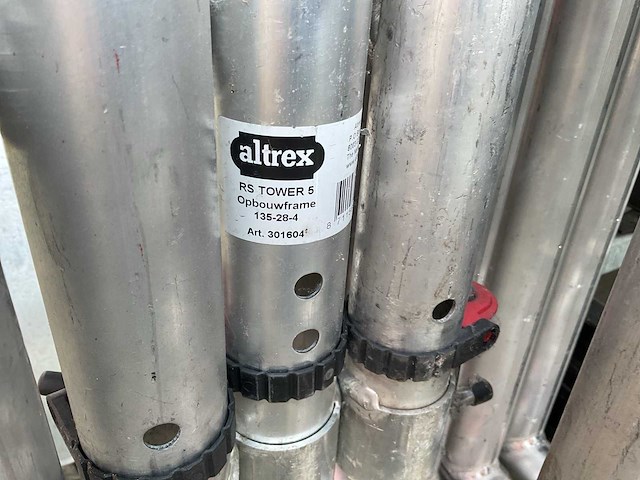 altrex
RS TOWER 5
Opbouwframe
135-28-4
Art. 301604